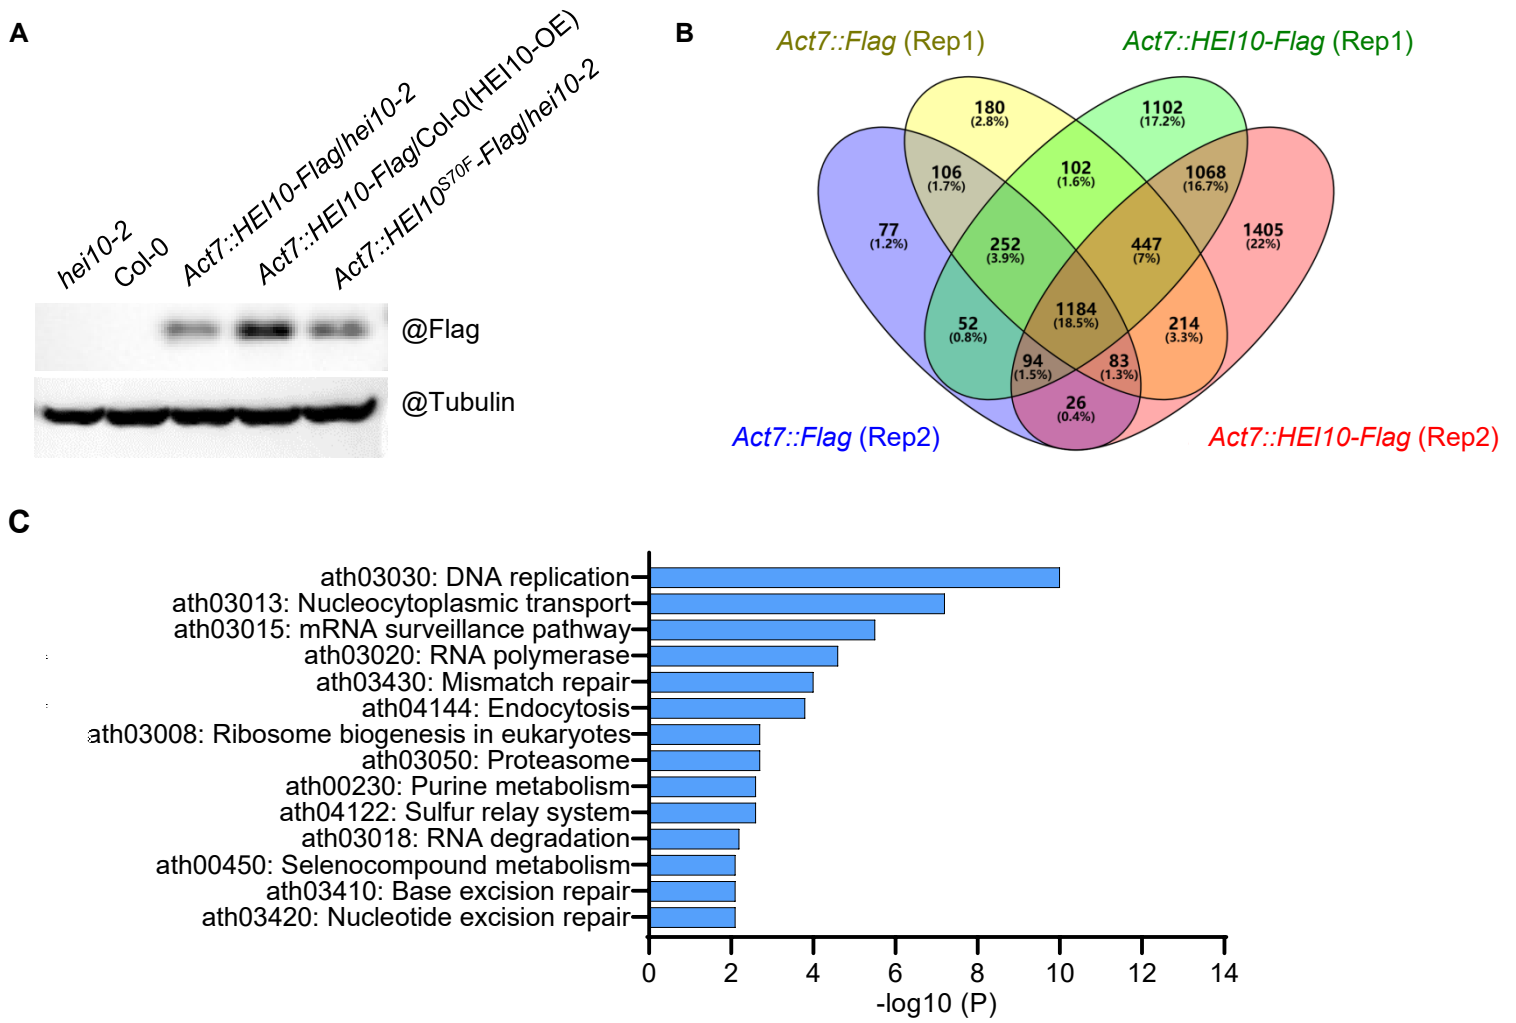 A
hei10-2
Col-0
Act7::HEI10-Flag/hei10-2
Act7::HEI10-Flag/Col-0(HEI10-OE)
Act7::HEI10S70F-Flag/hei10-2
@Flag
@Tubulin
B
Act7::Flag (Rep1)
Act7::HEI10-Flag (Rep1)
180
(2.8%)
1102
(17.2%)
106
(1.7%)
102
(1.6%)
1068
(16.7%)
77
(1.2%)
252
(3.9%)
447
(7%)
1405
(22%)
52
(0.8%)
1184
(18.5%)
214
(3.3%)
94
(1.5%)
83
(1.3%)
26
(0.4%)
Act7::Flag (Rep2)
Act7::HEI10-Flag (Rep2)
C
ath03030: DNA replication
ath03013: Nucleocytoplasmic transport
ath03015: mRNA surveillance pathway
ath03020: RNA polymerase
ath03430: Mismatch repair
ath04144: Endocytosis
ath03008: Ribosome biogenesis in eukaryotes
ath03050: Proteasome
ath00230: Purine metabolism
ath04122: Sulfur relay system
ath03018: RNA degradation
ath00450: Selenocompound metabolism
ath03410: Base excision repair
ath03420: Nucleotide excision repair
0 2 4 6 8 10 12 14
-log10 (P)